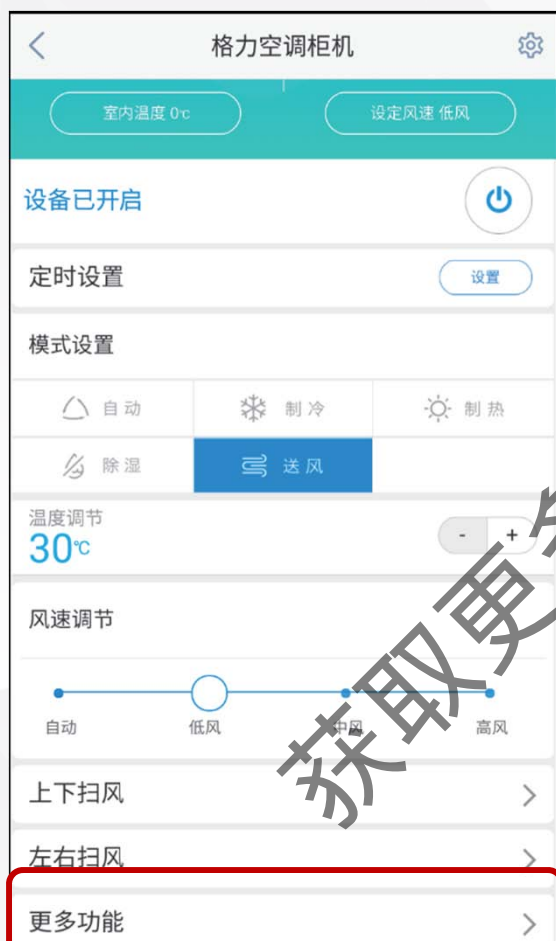 格力空调柜机
室内温度 0℃
设定风速 低风
设备已开启
定时设置
设置
模式设置
自动
制冷
制热
除湿
送风
温度调节
30℃
- +
风速调节
自动
低风
中风
高风
上下扫风
左右扫风
更多功能
获取更多